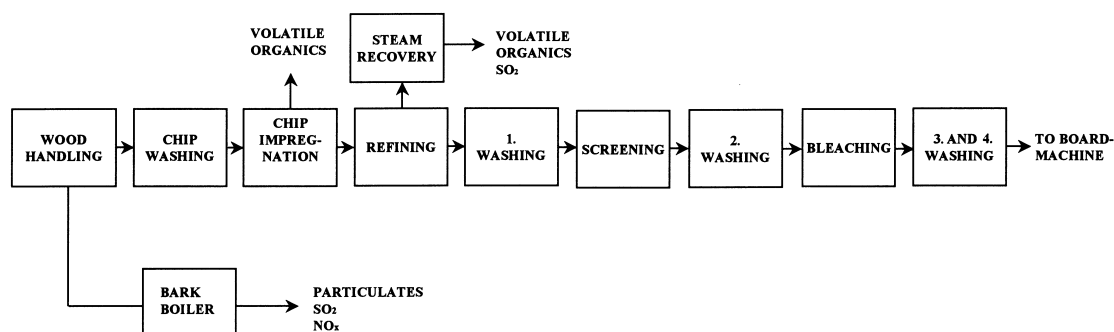 VOLATILE
ORGANICS
STEAM
RECOVERY
VOLATILE
ORGANICS
SO₂
WOOD
HANDLING
CHIP
WASHING
CHIP
IMPREG-
NATION
REFINING
1.
WASHING
SCREENING
2.
WASHING
BLEACHING
3. AND 4.
WASHING
TO BOARD-
MACHINE
BARK
BOILER
PARTICULATES
SO₂
NOₓ